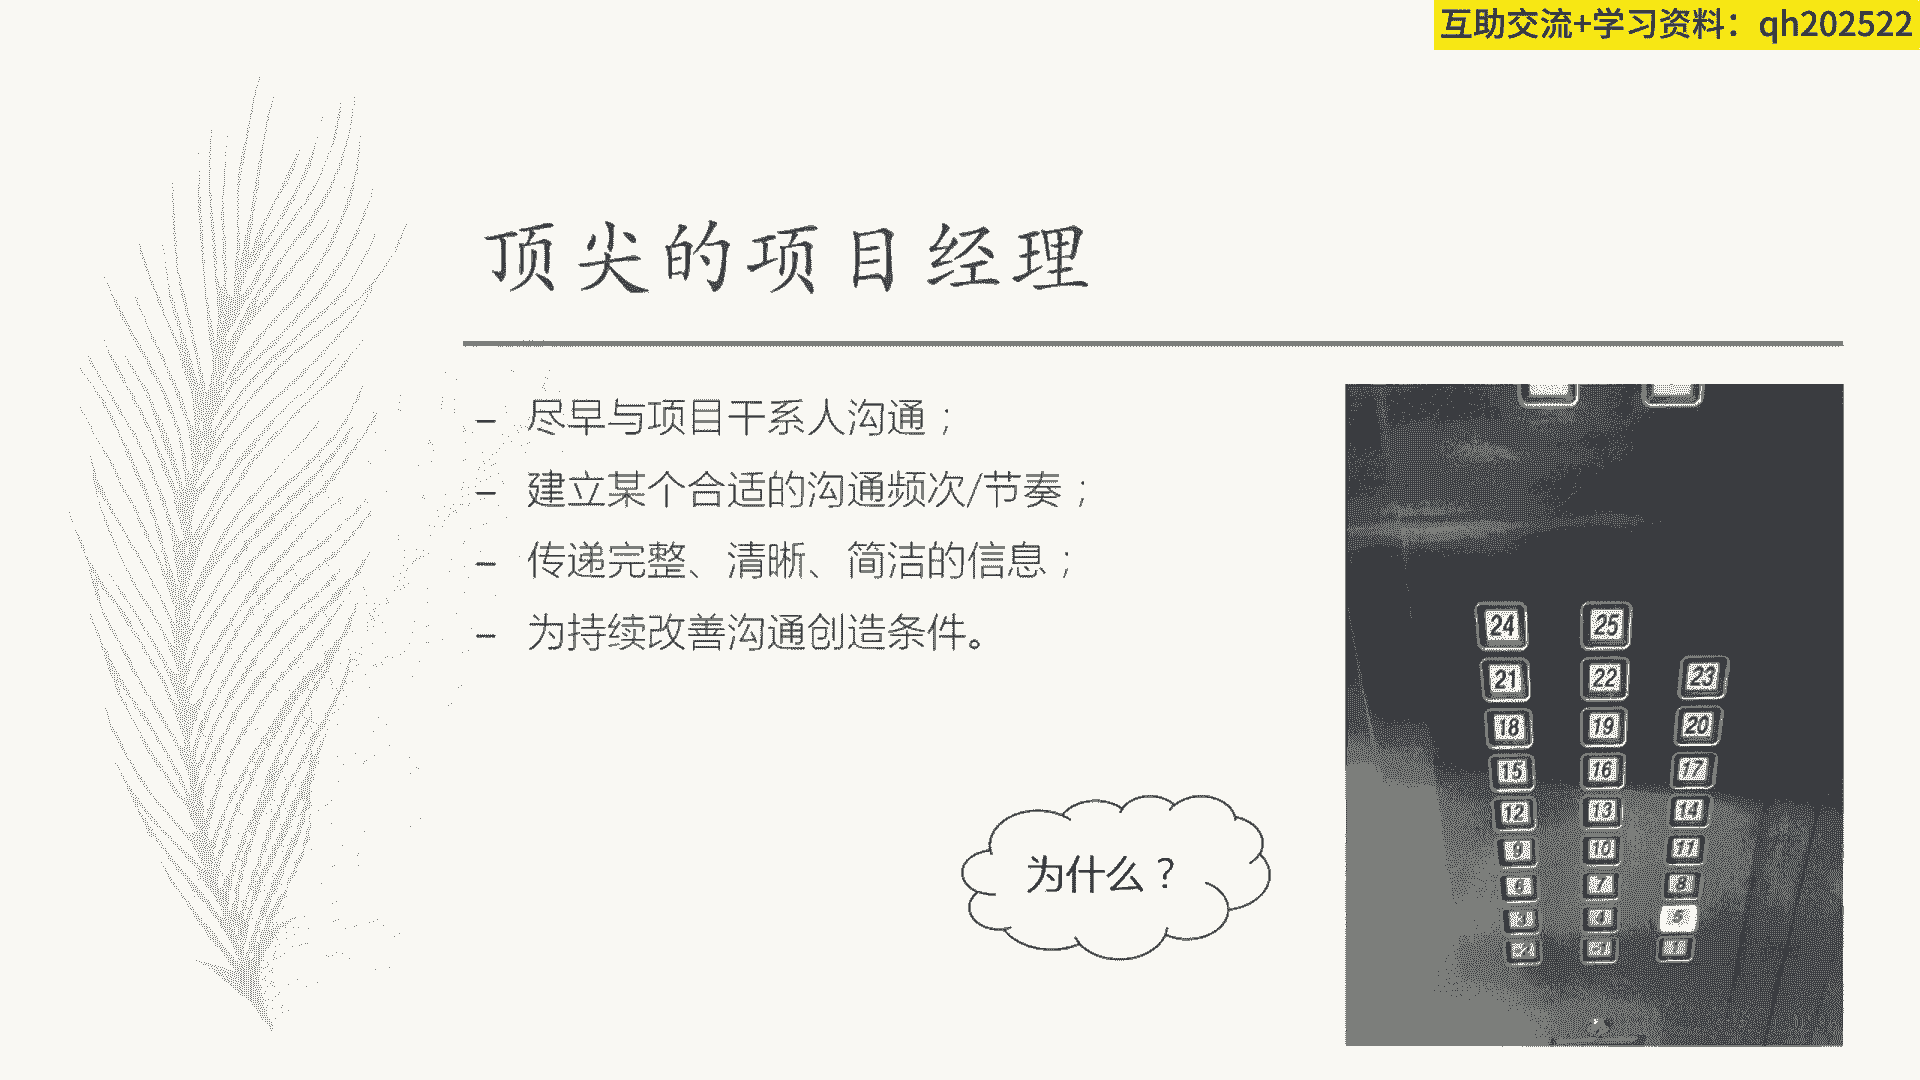 互助交流+学习资料：qh202522
顶尖的项目经理
– 尽早与项目干系人沟通；
– 建立某个合适的沟通频次/节奏；
– 传递完整、清晰、简洁的信息；
– 为持续改善沟通创造条件。
为什么？
24 25
21 22 23
18 19 20
15 16 17
12 13 14
9 10 11
6 7 8
3 4 5
1